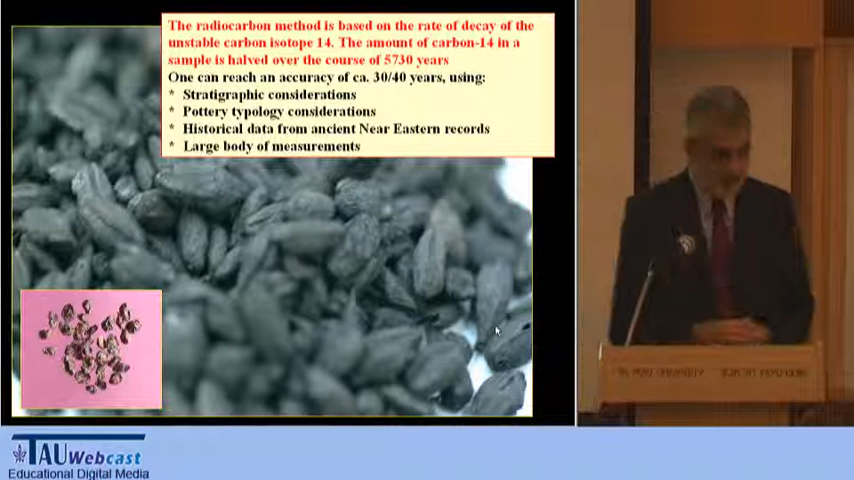 The radiocarbon method is based on the rate of decay of the
unstable carbon isotope 14. The amount of carbon-14 in a
sample is halved over the course of 5730 years
One can reach an accuracy of ca. 30/40 years, using:
* Stratigraphic considerations
* Pottery typology considerations
* Historical data from ancient Near Eastern records
* Large body of measurements
TAU Webcast
Educational Digital Media